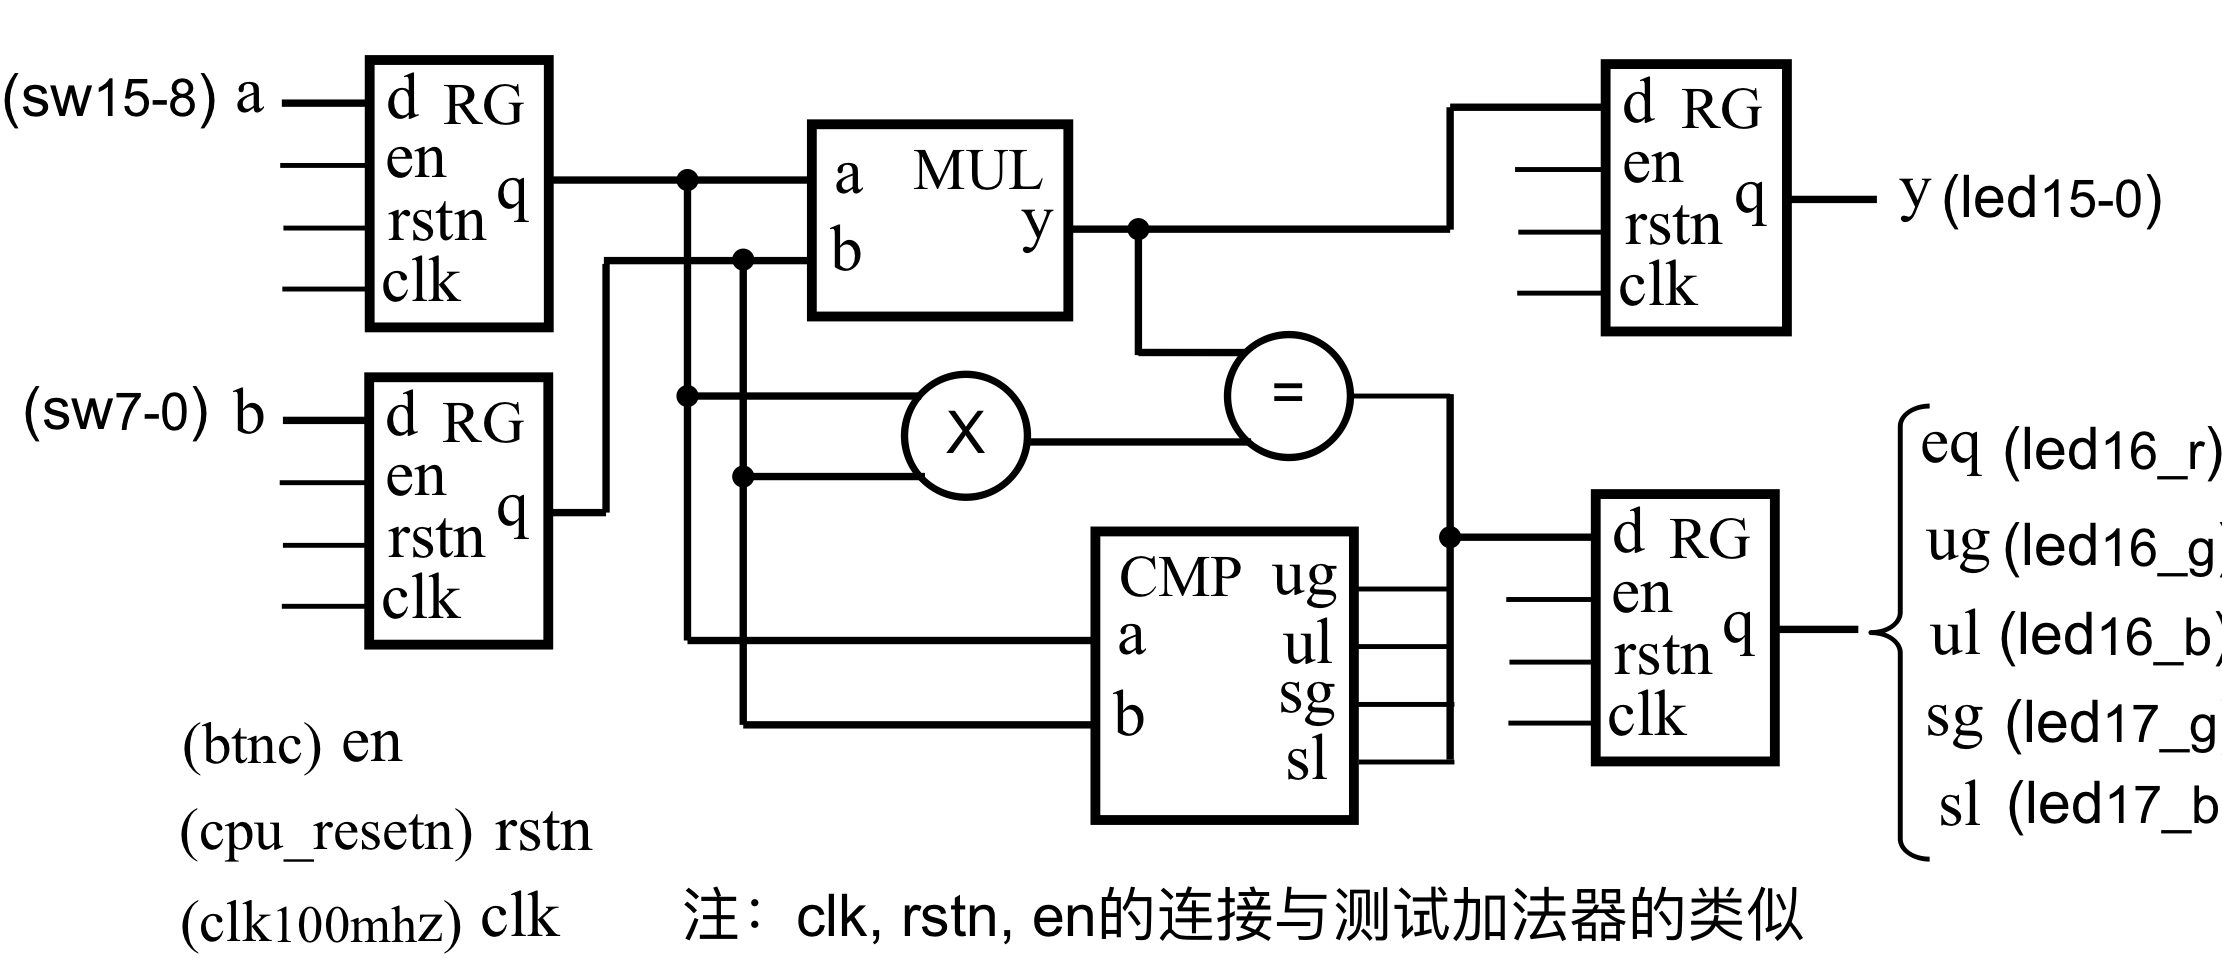 (sw15-8) a
d RG
en
rstn
q
clk
(sw7-0) b
d RG
en
rstn
q
clk
MUL
a
b
y
X
=
CMP
a
b
ug
ul
sg
sl
d RG
en
rstn
q
clk
y (led15-0)
d RG
en
rstn
q
clk
eq (led16_r)
ug (led16_g)
ul (led16_b)
sg (led17_g
sl (led17_b
(btnc) en
(cpu_resetn) rstn
(clk100mhz) clk
注：clk, rstn, en的连接与测试加法器的类似